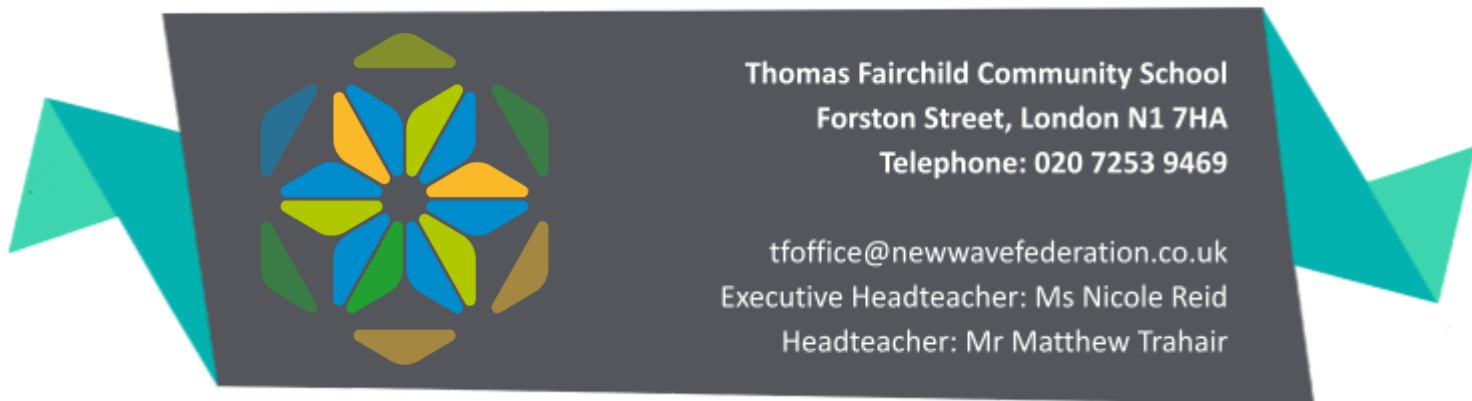 Thomas Fairchild Community School
Forston Street, London N1 7HA
Telephone: 020 7253 9469
tfoffice@newwavefederation.co.uk
Executive Headteacher: Ms Nicole Reid
Headteacher: Mr Matthew Trahair